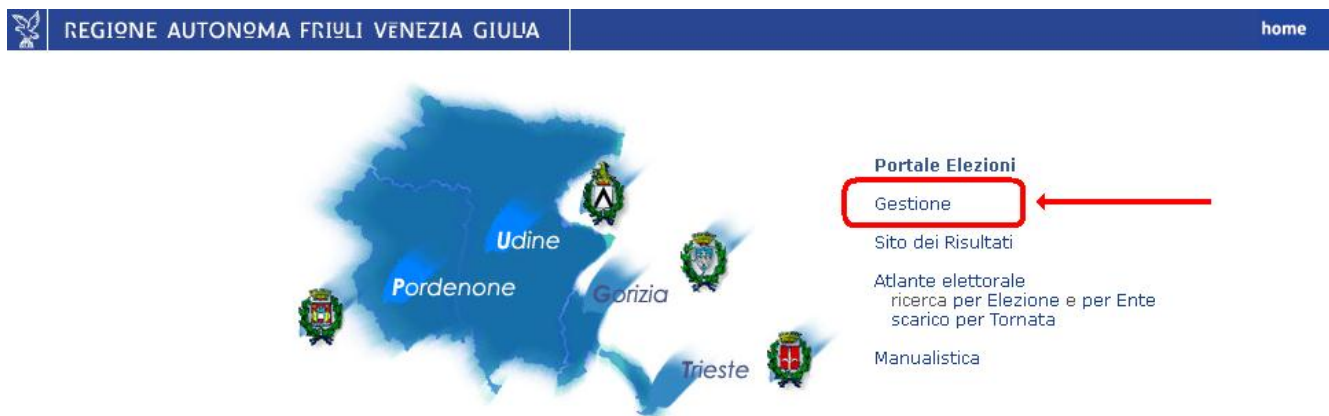 REGIONE AUTONOMA FRIULI VENEZIA GIULIA
home
Portale Elezioni
Gestione
Sito dei Risultati
Atlante elettorale
ricerca per Elezione e per Ente
scarico per Tornata
Manualistica
Udine
Pordenone
Gorizia
Trieste